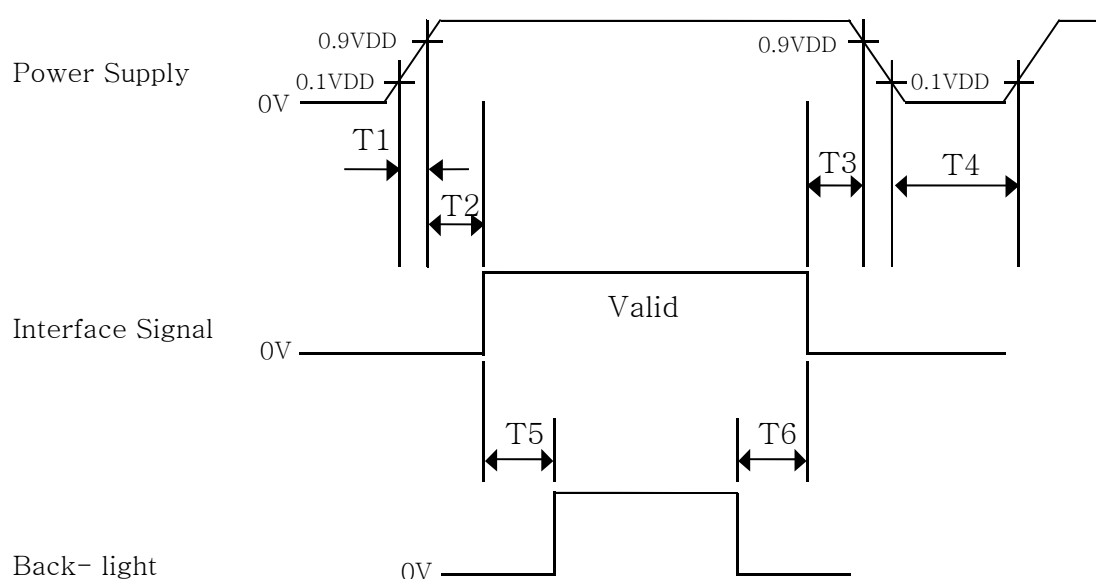 0.9VDD
0.9VDD
Power Supply
0.1VDD
0.1VDD
0V
T1
T3
T4
T2
Valid
Interface Signal
0V
T5
T6
Back- light
0V